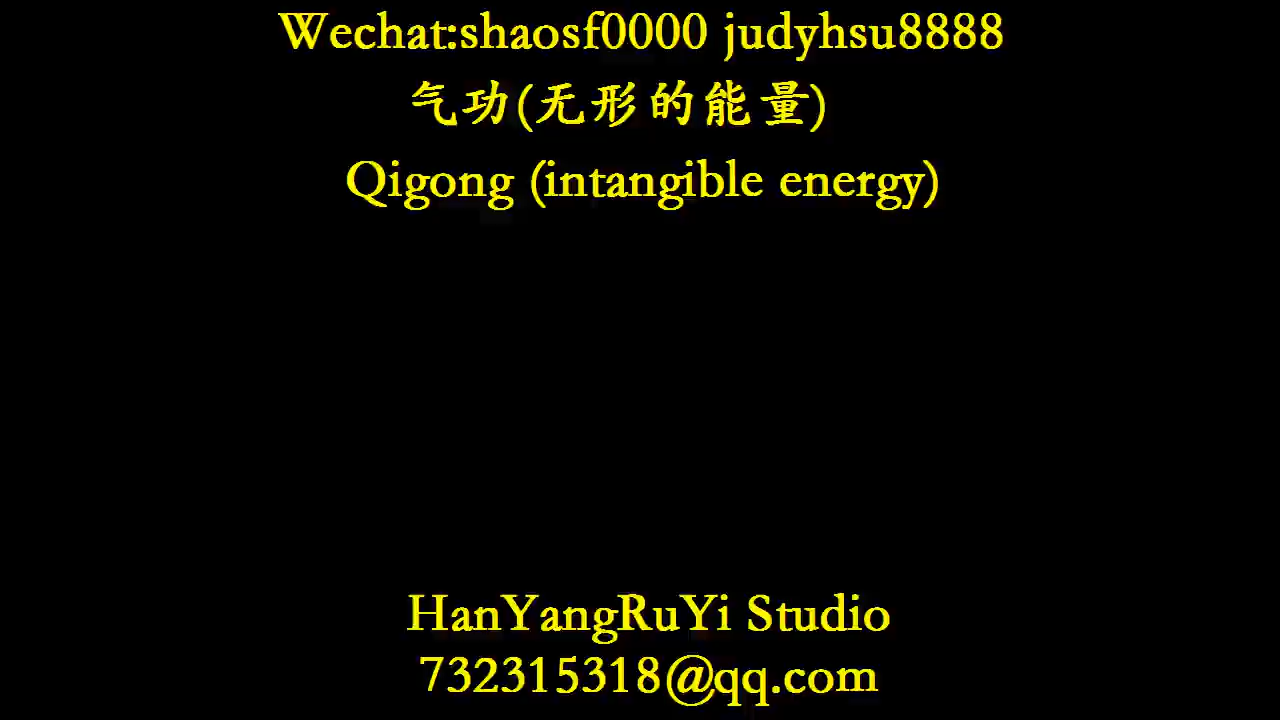 Wechat:shaosf0000 judyhsu8888
气功(无形的能量)
Qigong (intangible energy)
HanYangRuYi Studio
732315318@qq.com